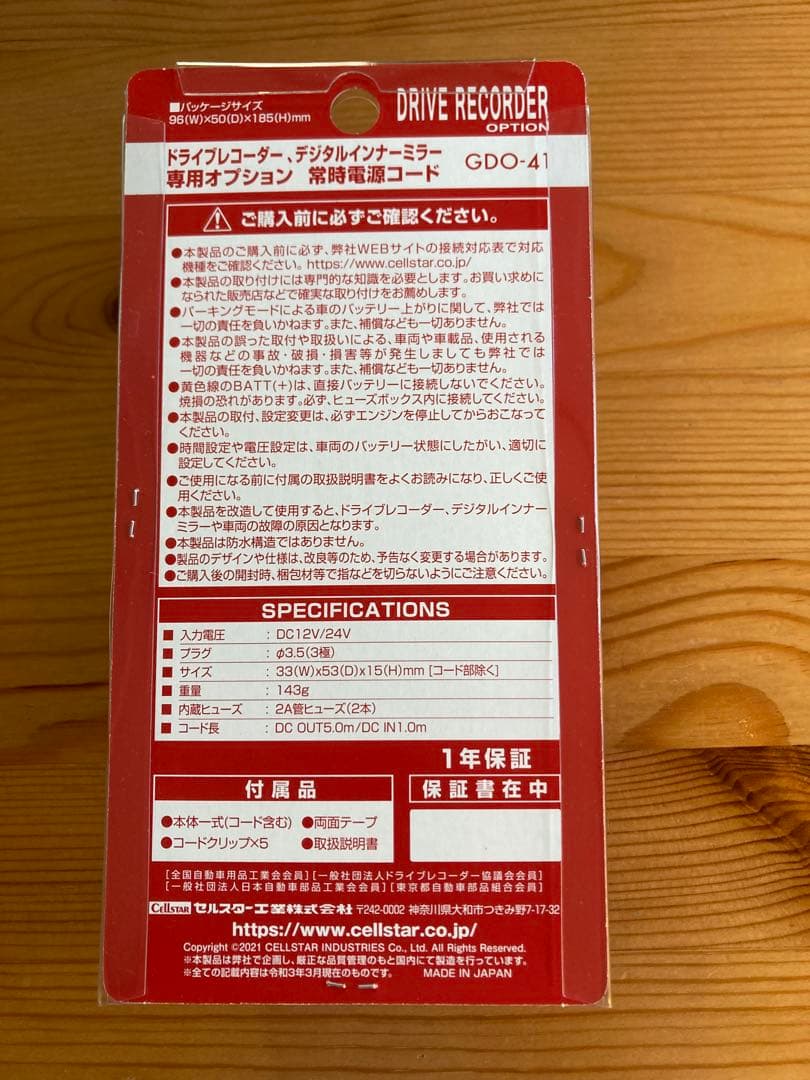 ■パッケージサイズ
96(W)×50(D)×185(H)mm
DRIVE RECORDER
OPTION
ドライブレコーダー、デジタルインナーミラー
専用オプション 常時電源コード
GDO-41
ご購入前に必ずご確認ください。
●本製品のご購入前に必ず、弊社WEBサイトの接続対応表で対応
機種をご確認ください。https://www.cellstar.co.jp/
●本製品の取り付けには専門的な知識を必要とします。お買い求めに
なられた販売店などで確実な取り付けをお薦めします。
●パーキングモードによる車のバッテリー上がりに関して、弊社では
一切の責任を負いかねます。また、補償なども一切ありません。
●本製品の誤った取付や取扱いによる、車両や車載品、使用される
機器などの事故・破損・損害等が発生しましても弊社では
一切の責任を負いかねます。また、補償なども一切ありません。
●黄色線のBATT(+)は、直接バッテリーに接続しないでください。
焼損の恐れがあります。必ず、ヒューズボックス内に接続してください。
●本製品の取付、設定変更は、必ずエンジンを停止してからおこなって
ください。
●時間設定や電圧設定は、車両のバッテリー状態にしたがい、適切に
設定してください。
●ご使用になる前に付属の取扱説明書をよくお読みになり、正しくご使
用ください。
●本製品を改造して使用すると、ドライブレコーダー、デジタルインナー
ミラーや車両の故障の原因となります。
●本製品は防水構造ではありません。
●製品のデザインや仕様は、改良等のため、予告なく変更する場合があります。
●ご購入後の開封時、梱包材等で指などを切らないようにご注意ください。
SPECIFICATIONS
■ 入力電圧 : DC12V/24V
■ プラグ : φ3.5(3極)
■ サイズ : 33(W)x53(D)x15(H)mm [コード部除く]
■ 重量 : 143g
■ 内蔵ヒューズ : 2A管ヒューズ(2本)
■ コード長 : DC OUT5.0m/DC IN1.0m
1年保証
付属品
保証書在中
●本体一式(コード含む) ●両面テープ
●コードクリップ×5 ●取扱説明書
[全国自動車用品工業会会員] [一般社団法人ドライブレコーダー協議会会員]
[一般社団法人日本自動車部品工業会会員] [東京都自動車部品組合会員]
CELLSTAR セルスター工業株式会社 〒242-0002 神奈川県大和市つきみ野7-17-32
https://www.cellstar.co.jp/
Copyright ©2021 CELLSTAR INDUSTRIES Co., Ltd. All Rights Reserved.
※本製品は弊社で企画し、厳正な品質管理のもと国内にて製造を行っています。
※全ての記載内容は令和3年3月現在のものです。 MADE IN JAPAN